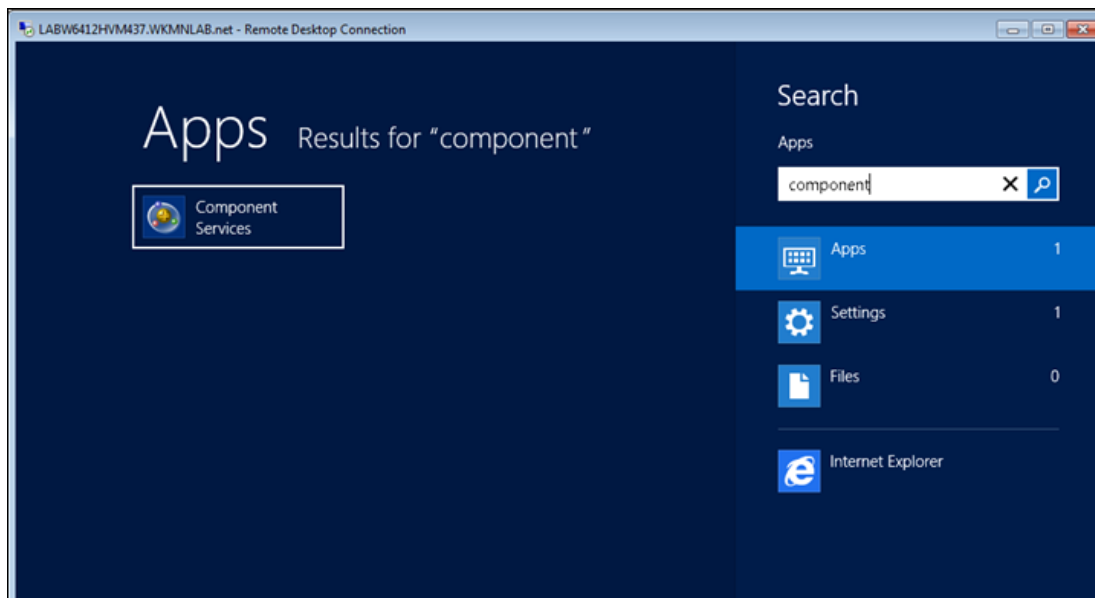 LABW6412HVM437.WKMNLAB.net - Remote Desktop Connection
Apps Results for “component”
Component
Services
Search
Apps
component
Apps 1
Settings 1
Files 0
Internet Explorer